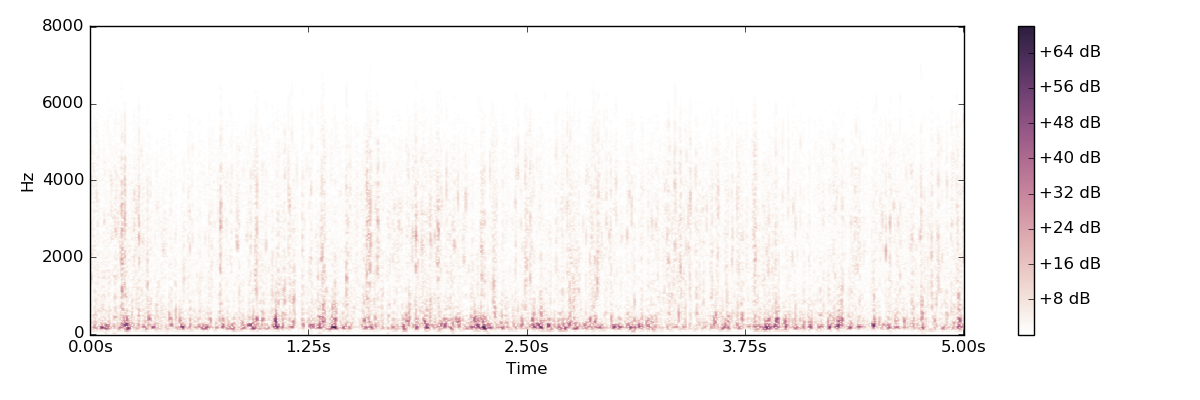 8000
6000
4000
2000
0
Hz
0.00s 1.25s 2.50s 3.75s 5.00s
Time
+64 dB
+56 dB
+48 dB
+40 dB
+32 dB
+24 dB
+16 dB
+8 dB